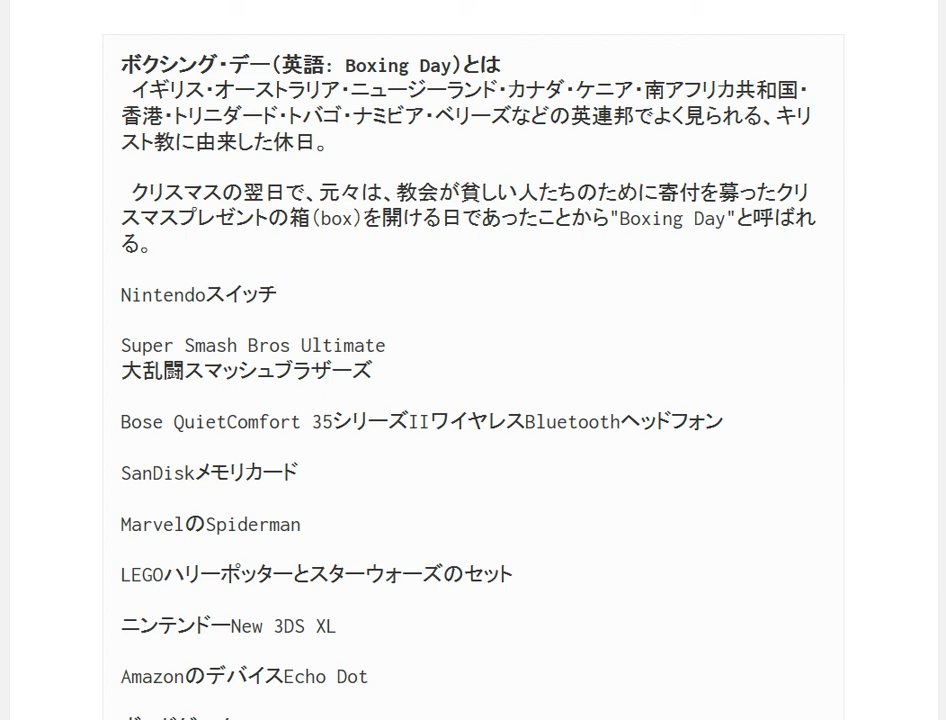 ボクシング・デー（英語: Boxing Day）とは
イギリス・オーストラリア・ニュージーランド・カナダ・ケニア・南アフリカ共和国・
香港・トリニダード・トバゴ・ナミビア・ベリーズなどの英連邦でよく見られる、キリ
スト教に由来した休日。
クリスマスの翌日で、元々は、教会が貧しい人たちのために寄付を募ったクリ
スマスプレゼントの箱（box）を開ける日であったことから"Boxing Day"と呼ばれ
る。
Nintendoスイッチ
Super Smash Bros Ultimate
大乱闘スマッシュブラザーズ
Bose QuietComfort 35シリーズIIワイヤレスBluetoothヘッドフォン
SanDiskメモリカード
MarvelのSpiderman
LEGOハリーポッターとスターウォーズのセット
ニンテンドーNew 3DS XL
AmazonのデバイスEcho Dot